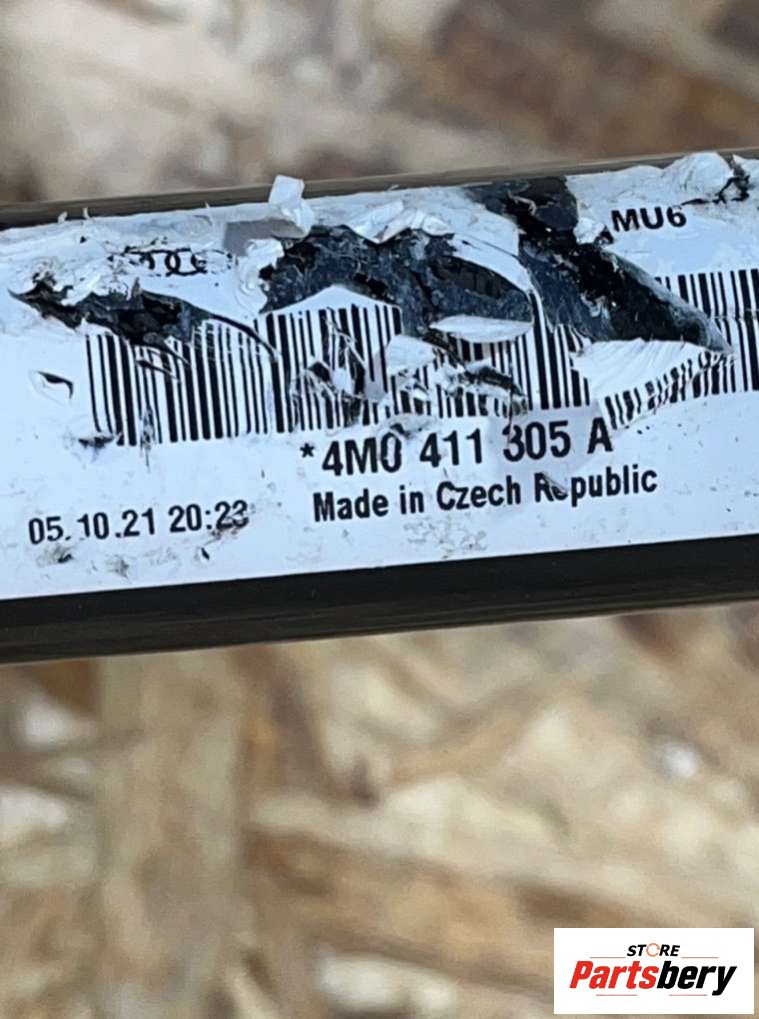 MU6
*4M0 411 305 A
Made in Czech Republic
05.10.21 20:23
STORE
Partsbery